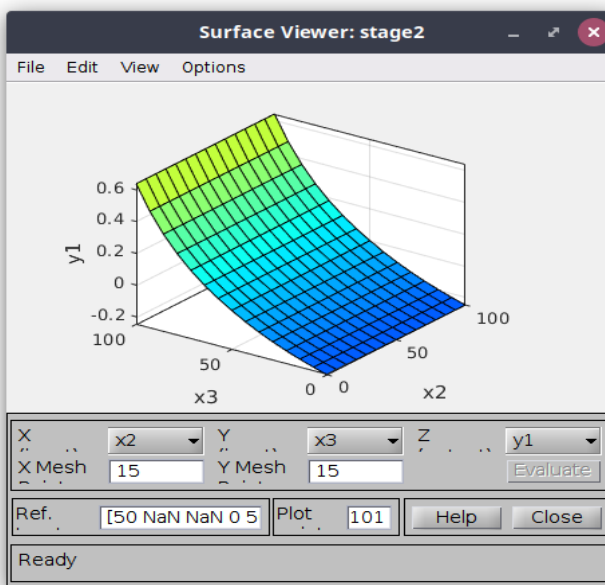 Surface Viewer: stage2
File Edit View Options
0.6
0.4
0.2
0
-0.2
y1
100
50
0
x3
0
50
100
x2
X x2 Y x3 Z y1
X Mesh 15 Y Mesh 15 Evaluate
Ref. [50 NaN NaN 0 5 Plot 101 Help Close
Ready